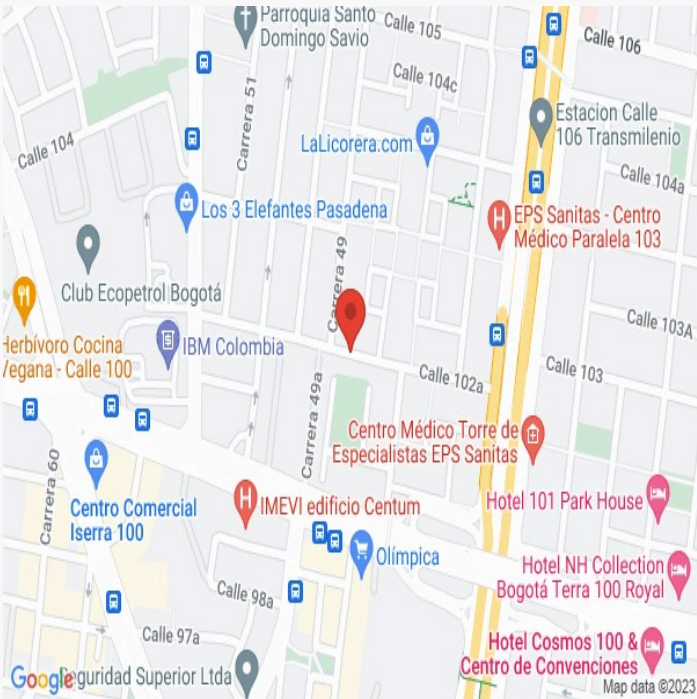 Parroquia Santo
Domingo Savio
Calle 105
Calle 106
Calle 104c
Carrera 51
Estacion Calle
106 Transmilenio
LaLicorera.com
Calle 104
Calle 104a
Los 3 Elefantes Pasadena
EPS Sanitas - Centro
Médico Paralela 103
Carrera 49
Club Ecopetrol Bogotá
Calle 103A
Herbívoro Cocina
Vegana - Calle 100
IBM Colombia
Calle 103
Calle 102a
Carrera 49a
Centro Médico Torre de
Especialistas EPS Sanitas
Carrera 60
Centro Comercial
Iserra 100
IMEVI edificio Centum
Hotel 101 Park House
Olímpica
Hotel NH Collection
Bogotá Terra 100 Royal
Calle 98a
Calle 97a
Hotel Cosmos 100 &
Centro de Convenciones
Google
eguridad Superior Ltda
Map data ©2023